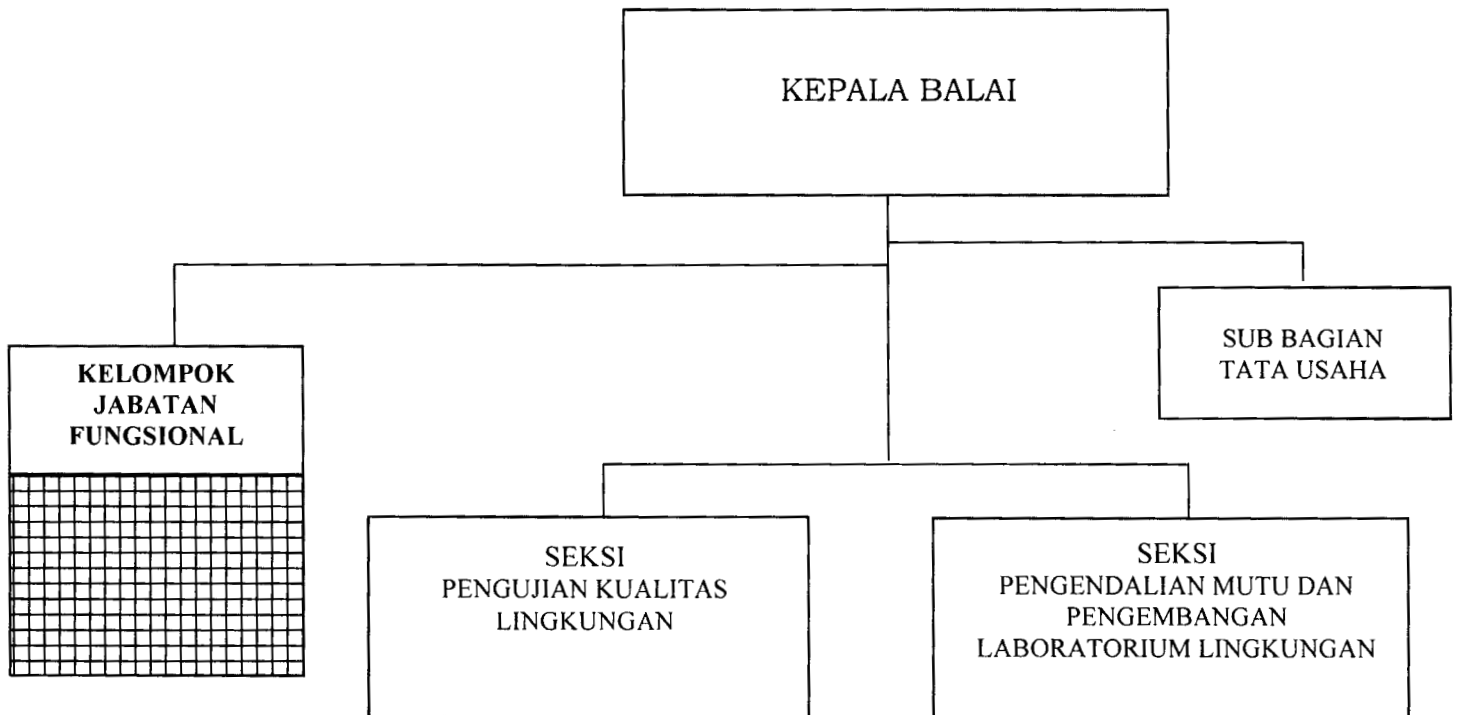 KEPALA BALAI
SUB BAGIAN
TATA USAHA
KELOMPOK
JABATAN
FUNGSIONAL
SEKSI
PENGUJIAN KUALITAS
LINGKUNGAN
SEKSI
PENGENDALIAN MUTU DAN
PENGEMBANGAN
LABORATORIUM LINGKUNGAN